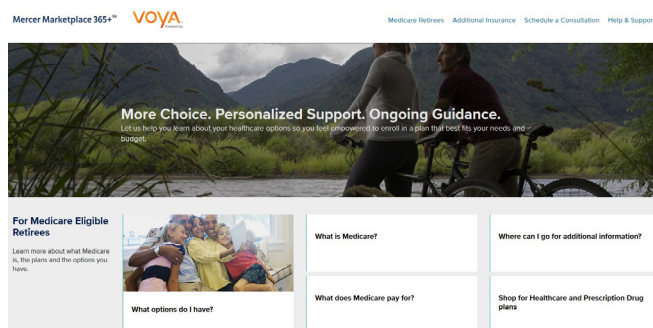 Mercer Marketplace 365+℠
VOYA
FINANCIAL
Medicare Retirees
Additional Insurance
Schedule a Consultation
Help & Suppor
More Choice. Personalized Support. Ongoing Guidance.
Let us help you learn about your healthcare options so you feel empowered to enroll in a plan that best fits your needs and
budget.
For Medicare Eligible
Retirees
Learn more about what Medicare
is, the plans and the options you
have.
What options do I have?
What is Medicare?
Where can I go for additional information?
What does Medicare pay for?
Shop for Healthcare and Prescription Drug
plans